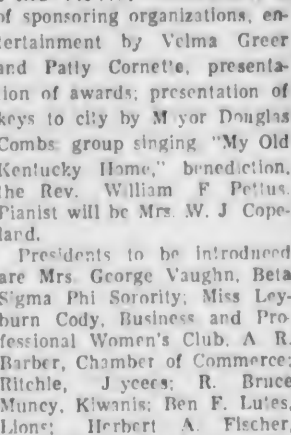 of sponsoring organizations, en-
tertainment by Velma Greer
and Patty Cornette, presenta-
ion of awards; presentation of
keys to city by M yor Douglas
Combs group singing "My Old
Kentucky Home," benediction,
the Rev. William F Pettus.
Pianist will be Mrs. W. J Cope-
land.
Presidents to be introduced
are Mrs. George Vaughn, Beta
Sigma Phi Sorority; Miss Ley-
burn Cody, Business and Pro-
fessional Women's Club, A R.
Barber, Chamber of Commerce;
Ritchie, J ycees; R. Bruce
Muncy, Kiwanis; Ben F. Lutes,
Lions; Herbert A. Fischer,